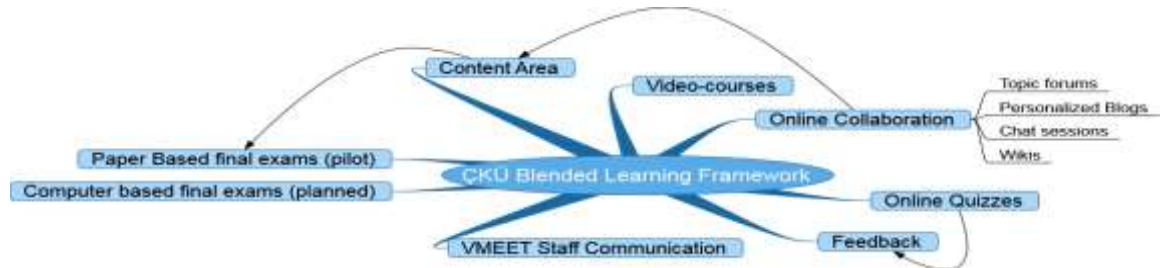 Content Area
Video-courses
Online Collaboration
Topic forums
Personalized Blogs
Chat sessions
Wikis
Paper Based final exams (pilot)
ÇKÜ Blended Learning Framework
Computer based final exams (planned)
Online Quizzes
VMEET Staff Communication
Feedback